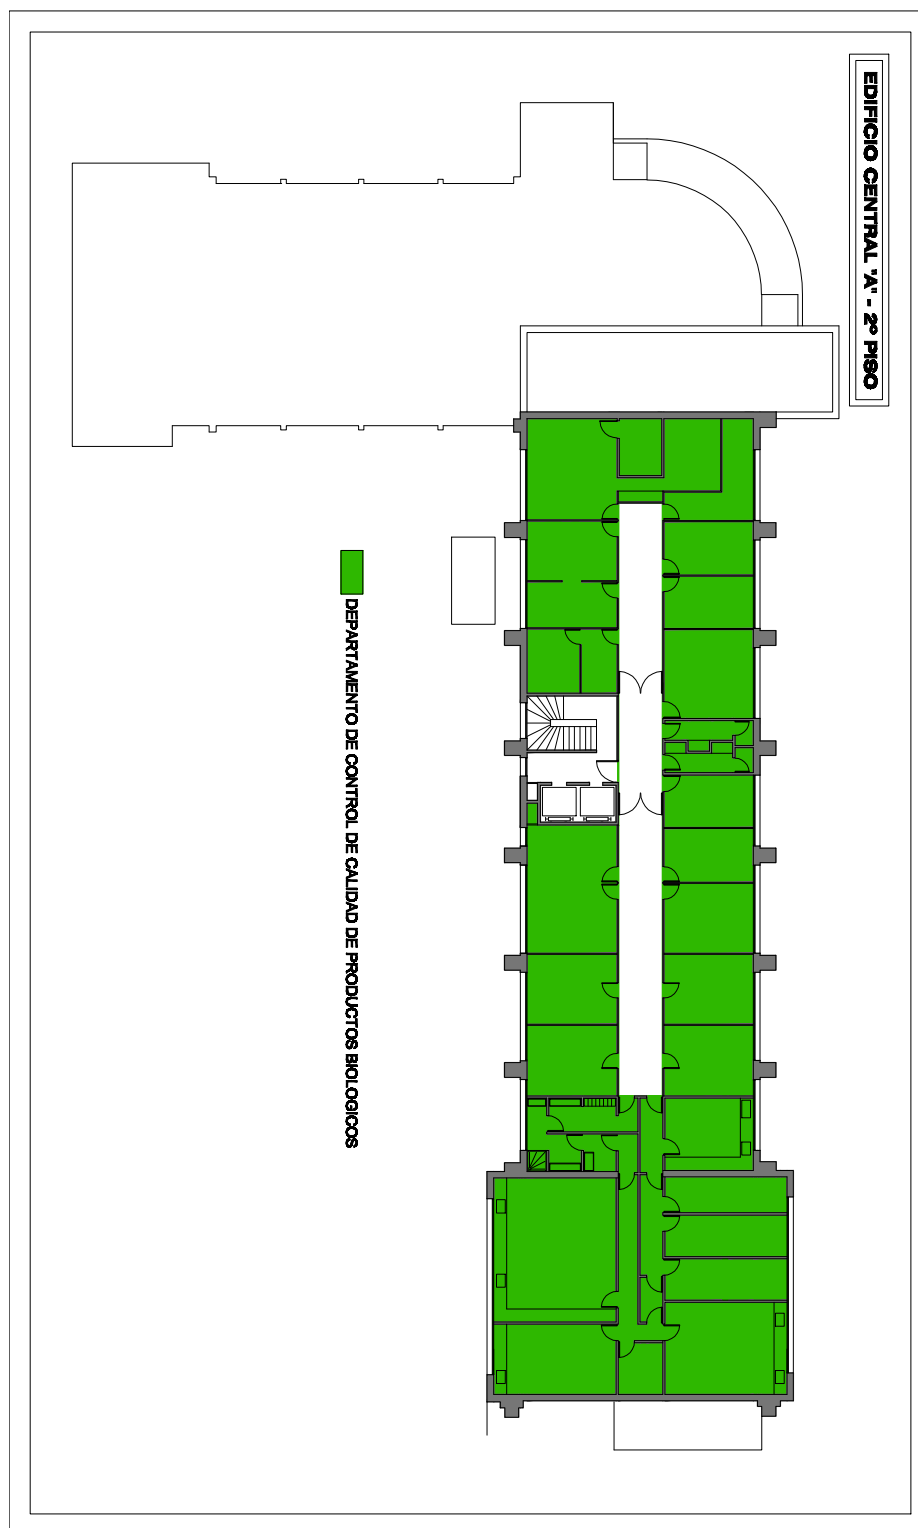 EDIFICIO CENTRAL 'A' - 2º PISO
DEPARTAMENTO DE CONTROL DE CALIDAD DE PRODUCTOS BIOLOGICOS